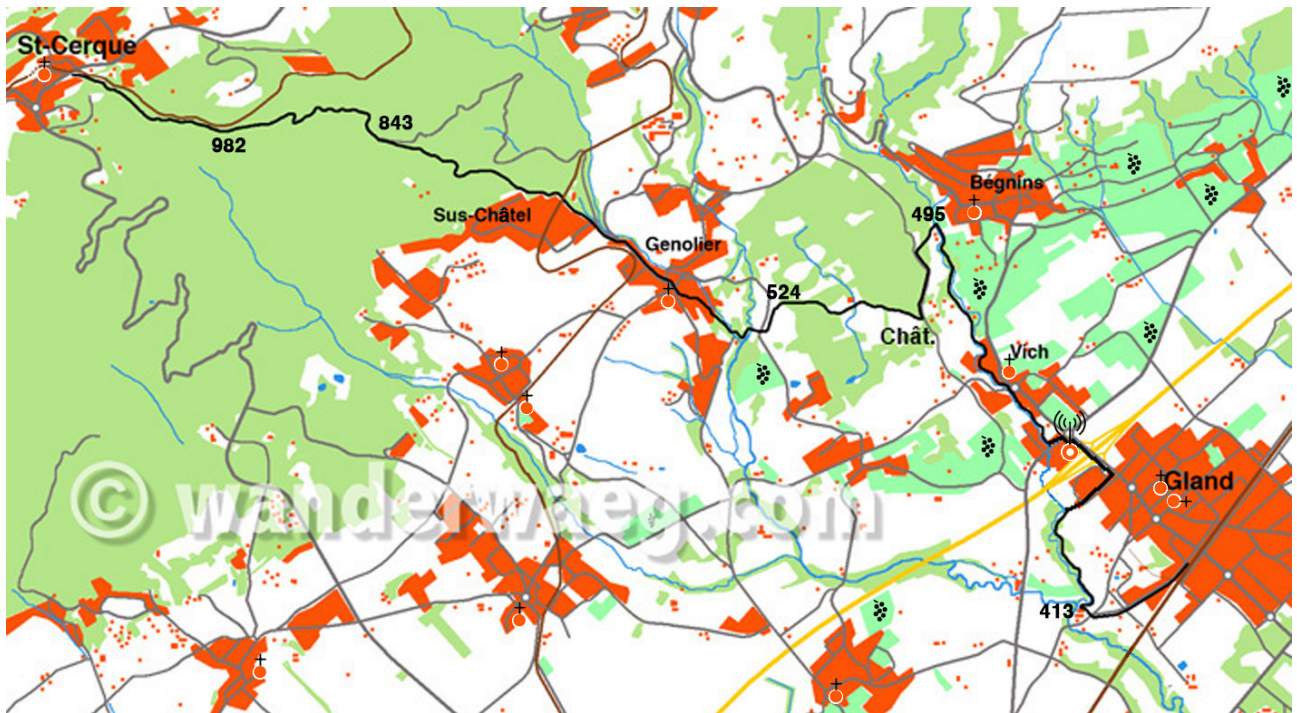 St-Cerque
982
843
Bégnins
495
Sus-Châtel
Genolier
524
Chât.
Vich
Gland
© wanderwaeg.com
413